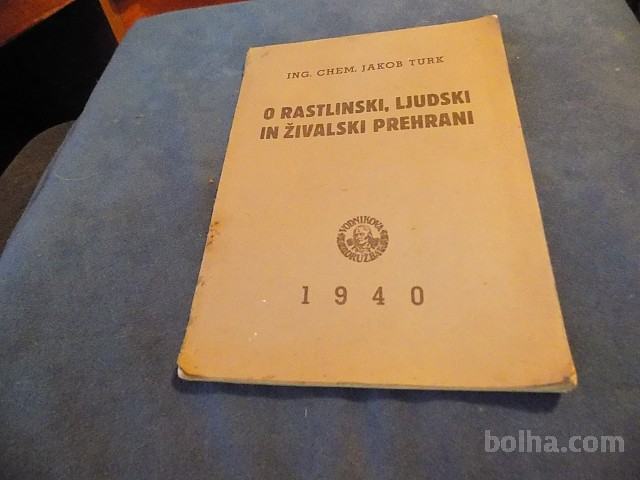 ING. CHEM. JAKOB TURK
O RASTLINSKI, LJUDSKI
IN ŽIVALSKI PREHRANI
VODNIKOVA
DRUŽBA
1940
bolha.com